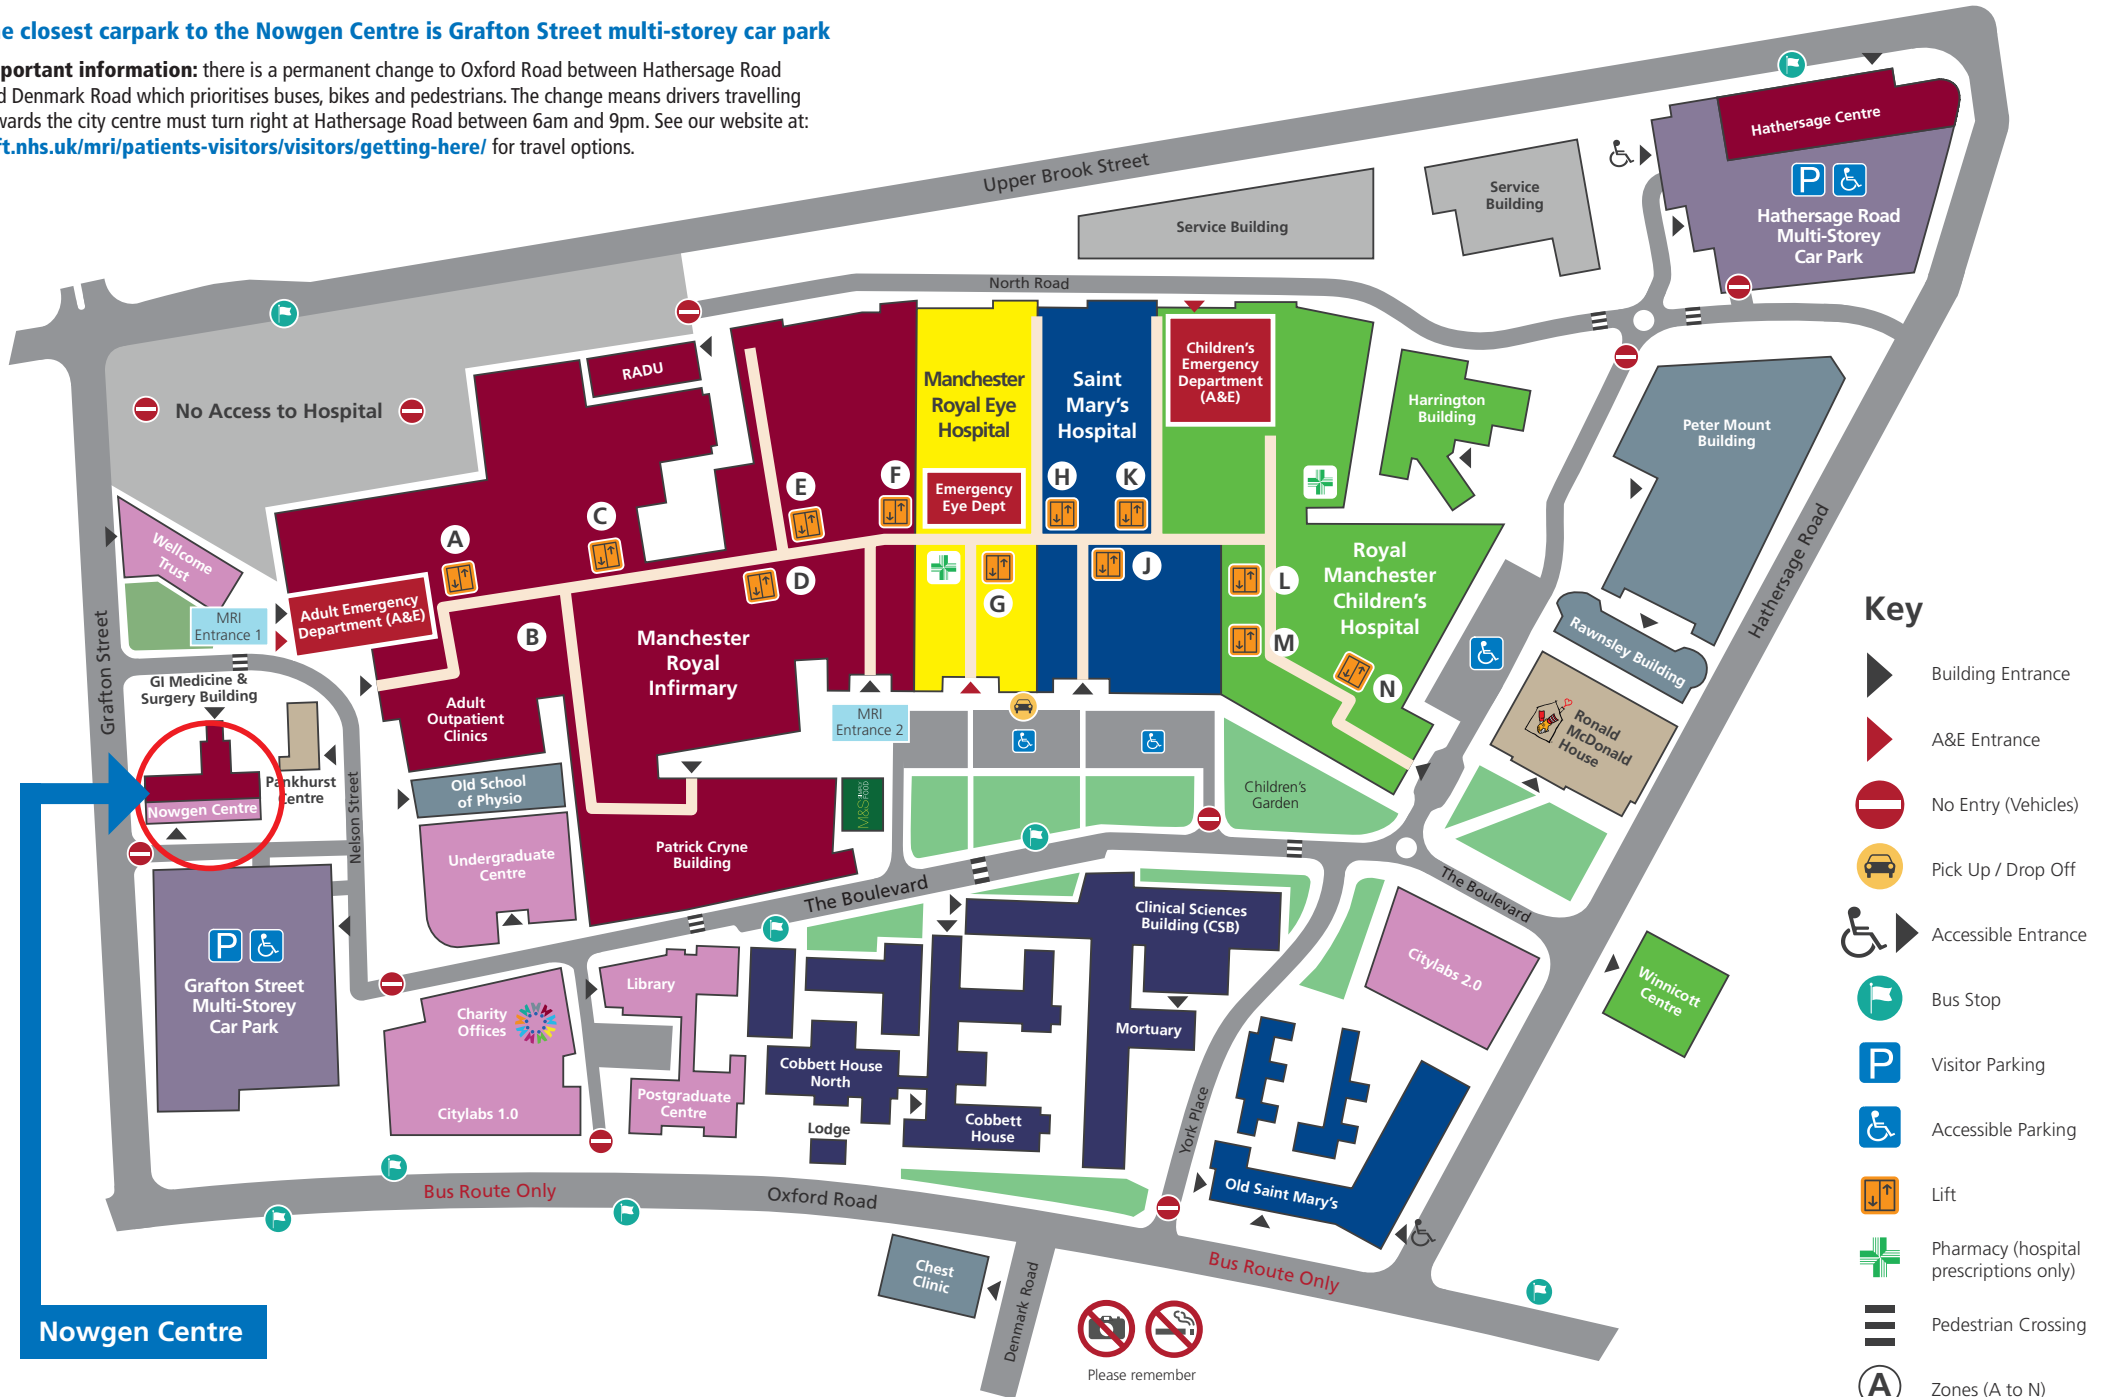 e closest carpark to the Nowgen Centre is Grafton Street multi-storey car park
portant information: there is a permanent change to Oxford Road between Hathersage Road
d Denmark Road which prioritises buses, bikes and pedestrians. The change means drivers travelling
wards the city centre must turn right at Hathersage Road between 6am and 9pm. See our website at:
ft.nhs.uk/mri/patients-visitors/visitors/getting-here/ for travel options.
Upper Brook Street
Hathersage Centre
P
Hathersage Road
Multi-Storey
Car Park
Service
Building
Service Building
North Road
No Access to Hospital
RADU
Manchester
Royal Eye
Hospital
Saint
Mary's
Hospital
Children's
Emergency
Department
(A&E)
Harrington
Building
Peter Mount
Building
Emergency
Eye Dept
A
C
E
F
H
K
D
G
J
B
L
M
N
Wellcome
Trust
MRI
Entrance 1
Adult Emergency
Department (A&E)
Manchester
Royal
Infirmary
Royal
Manchester
Children's
Hospital
Hathersage Road
Rawnsley Building
Ronald
McDonald
House
Grafton Street
GI Medicine &
Surgery Building
Adult
Outpatient
Clinics
MRI
Entrance 2
Pankhurst
Centre
Nowgen Centre
Nelson Street
Old School
of Physio
M&S
SIMPLY
FOOD
Children's
Garden
Undergraduate
Centre
Patrick Cryne
Building
The Boulevard
The Boulevard
Clinical Sciences
Building (CSB)
P
Grafton Street
Multi-Storey
Car Park
Library
Charity
Offices
Citylabs 1.0
Postgraduate
Centre
Cobbett House
North
Lodge
Cobbett
House
Mortuary
York Place
Citylabs 2.0
Winnicott
Centre
Old Saint Mary's
Bus Route Only
Oxford Road
Bus Route Only
Chest
Clinic
Denmark Road
Please remember
Nowgen Centre
Key
Building Entrance
A&E Entrance
No Entry (Vehicles)
Pick Up / Drop Off
Accessible Entrance
Bus Stop
P
Visitor Parking
Accessible Parking
Lift
Pharmacy (hospital
prescriptions only)
Pedestrian Crossing
A
Zones (A to N)